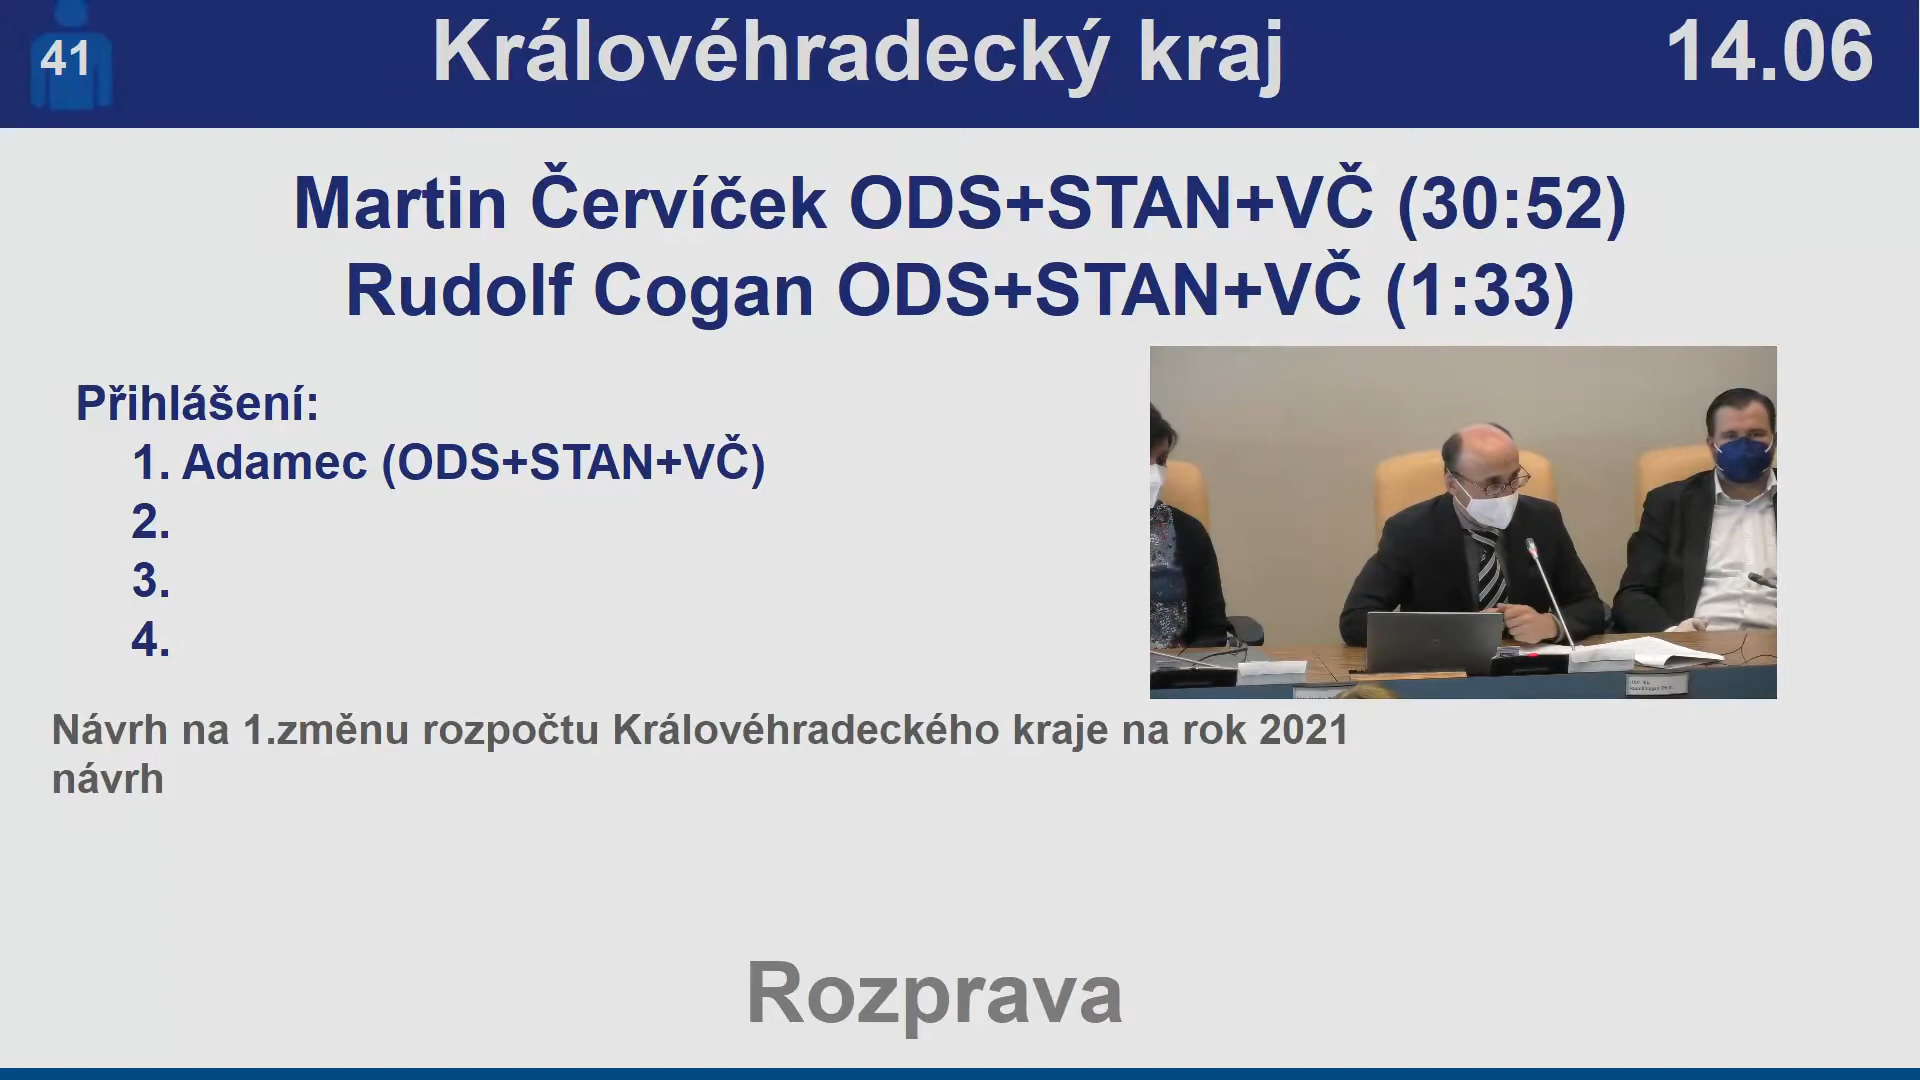 41
Královéhradecký kraj
14.06
Martin Červíček ODS+STAN+VČ (30:52)
Rudolf Cogan ODS+STAN+VČ (1:33)
Přihlášení:
1. Adamec (ODS+STAN+VČ)
2.
3.
4.
Návrh na 1.změnu rozpočtu Královéhradeckého kraje na rok 2021
návrh
Rozprava